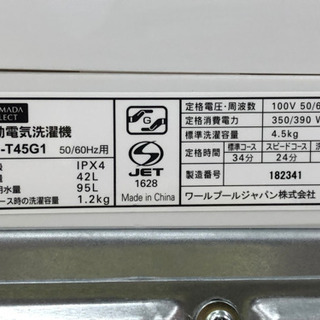 MADA
LECT
動電気洗濯機
-T45G1 50/60Hz用
IPX4
量 42L
用水量 95L
ース時の洗濯 1.2kg
G
S
JET
1628
Made in China
定格電圧・周波数 100V 50/6
定格消費電力 350/390 W
標準洗濯容量 4.5kg
定格時間 標準コース スピードコース
34分 24分
製造番号 182341
ワールプールジャパン株式会社